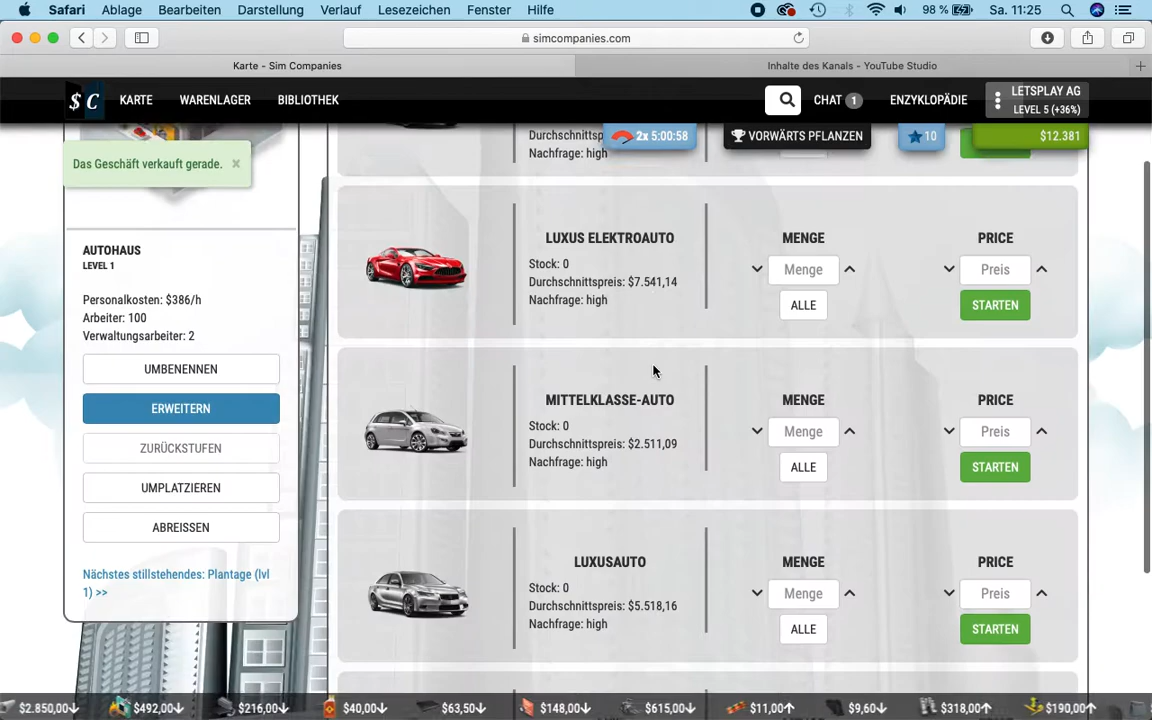 Safari Ablage Bearbeiten Darstellung Verlauf Lesezeichen Fenster Hilfe 98 % Sa. 11:25
simcompanies.com
Karte - Sim Companies Inhalte des Kanals - YouTube Studio
$ C KARTE WARENLAGER BIBLIOTHEK CHAT 1 ENZYKLOPÄDIE LETSPLAY AG
LEVEL 5 (+36%)
2x 5:00:58 VORWÄRTS PFLANZEN 10 $12.381
Nachfrage: high
Das Geschäft verkauft gerade. ×
AUTOHAUS
LEVEL 1
Personalkosten: $386/h
Arbeiter: 100
Verwaltungsarbeiter: 2
UMBENENNEN
ERWEITERN
ZURÜCKSTUFEN
UMPLATZIEREN
ABREISSEN
Nächstes stillstehendes: Plantage (lvl
1) >>
LUXUS ELEKTROAUTO
Stock: 0
Durchschnittspreis: $7.541,14
Nachfrage: high
MENGE
Menge
ALLE
PRICE
Preis
STARTEN
MITTELKLASSE-AUTO
Stock: 0
Durchschnittspreis: $2.511,09
Nachfrage: high
MENGE
Menge
ALLE
PRICE
Preis
STARTEN
LUXUSAUTO
Stock: 0
Durchschnittspreis: $5.518,16
Nachfrage: high
MENGE
Menge
ALLE
PRICE
Preis
STARTEN
$2.850,00↓ $492,00↓ $216,00↓ $40,00↓ $63,50↓ $148,00↓ $615,00↓ $11,00↑ $9,60↓ $318,00↑ $190,00↑